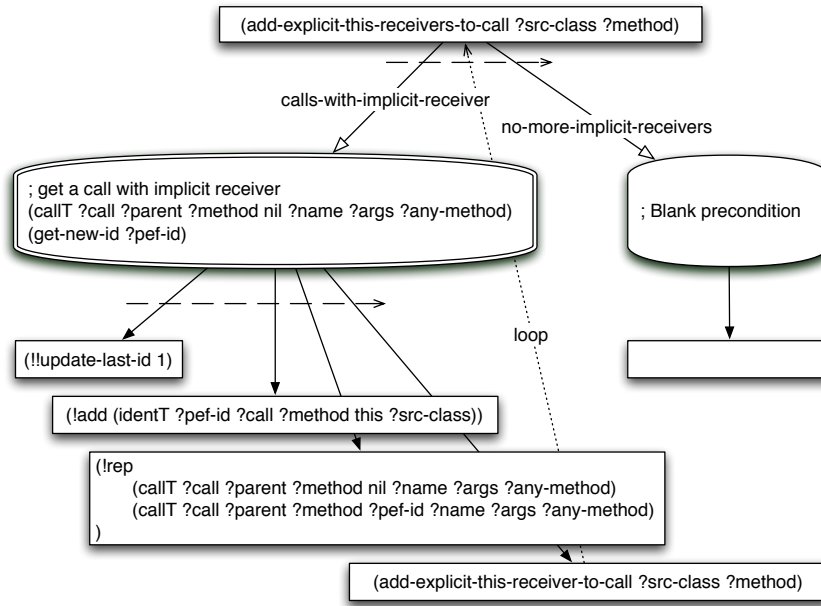 (add-explicit-this-receivers-to-call ?src-class ?method)
calls-with-implicit-receiver
no-more-implicit-receivers
; get a call with implicit receiver
(callT ?call ?parent ?method nil ?name ?args ?any-method)
(get-new-id ?pef-id)
; Blank precondition
loop
(!!update-last-id 1)
(!add (identT ?pef-id ?call ?method this ?src-class))
(!rep
(callT ?call ?parent ?method nil ?name ?args ?any-method)
(callT ?call ?parent ?method ?pef-id ?name ?args ?any-method)
)
(add-explicit-this-receiver-to-call ?src-class ?method)